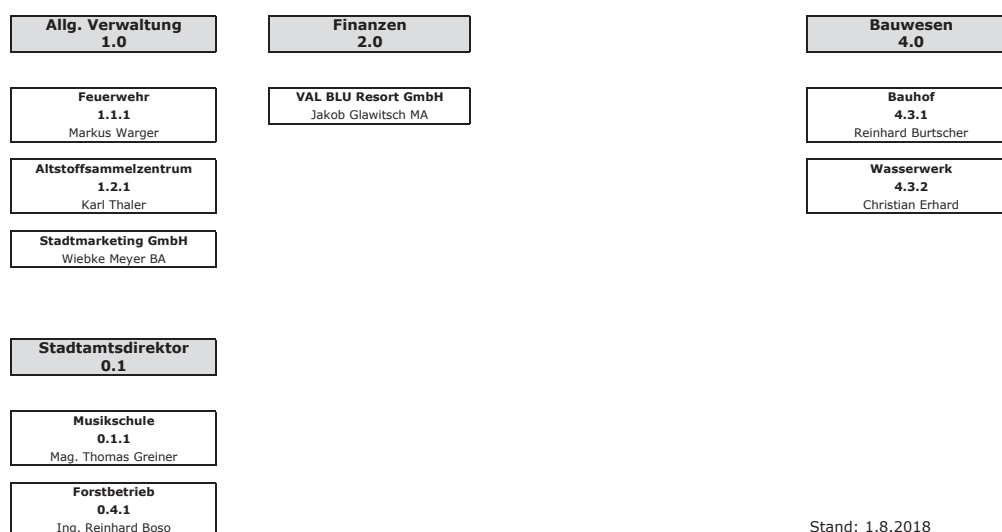 Allg. Verwaltung
1.0
Finanzen
2.0
Bauwesen
4.0
Feuerwehr
1.1.1
Markus Warger
VAL BLU Resort GmbH
Jakob Glawitsch MA
Bauhof
4.3.1
Reinhard Burtscher
Altstoffsammelzentrum
1.2.1
Karl Thaler
Wasserwerk
4.3.2
Christian Erhard
Stadtmarketing GmbH
Wiebke Meyer BA
Stadtamtsdirektor
0.1
Musikschule
0.1.1
Mag. Thomas Greiner
Forstbetrieb
0.4.1
Ing. Reinhard Boso
Stand: 1.8.2018